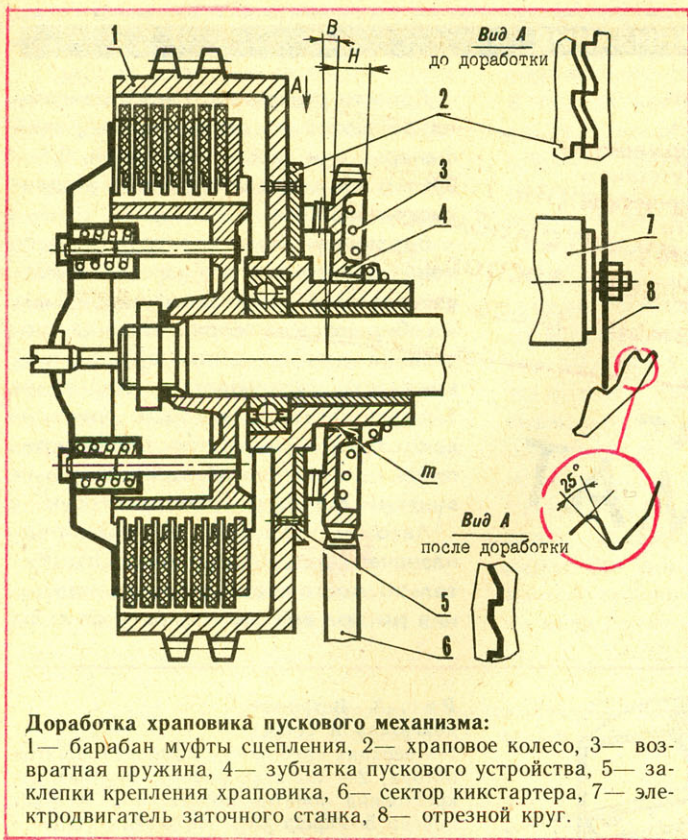 1
B
H
A
Вид А
до доработки
2
3
4
7
8
m
25°
Вид А
после доработки
5
6
Доработка храповика пускового механизма:
1— барабан муфты сцепления, 2— храповое колесо, 3— воз-
вратная пружина, 4— зубчатка пускового устройства, 5— за-
клепки крепления храповика, 6— сектор кикстартера, 7— эле-
ктродвигатель заточного станка, 8— отрезной круг.